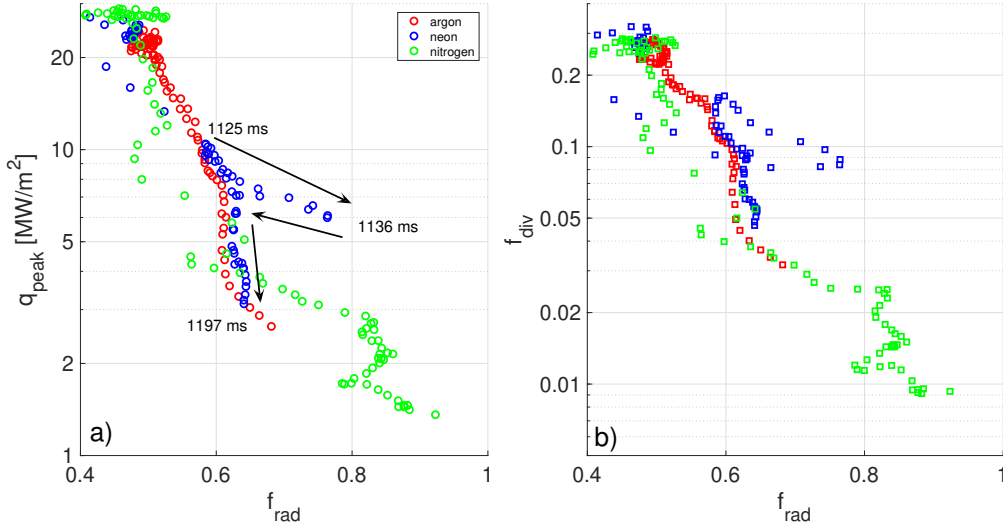 argon
neon
nitrogen
20
10
5
2
1
q_peak [MW/m²]
1125 ms
1136 ms
1197 ms
a)
0.4
0.6
0.8
1
f_rad
0.2
0.1
0.05
0.02
0.01
f_div
b)
0.4
0.6
0.8
1
f_rad